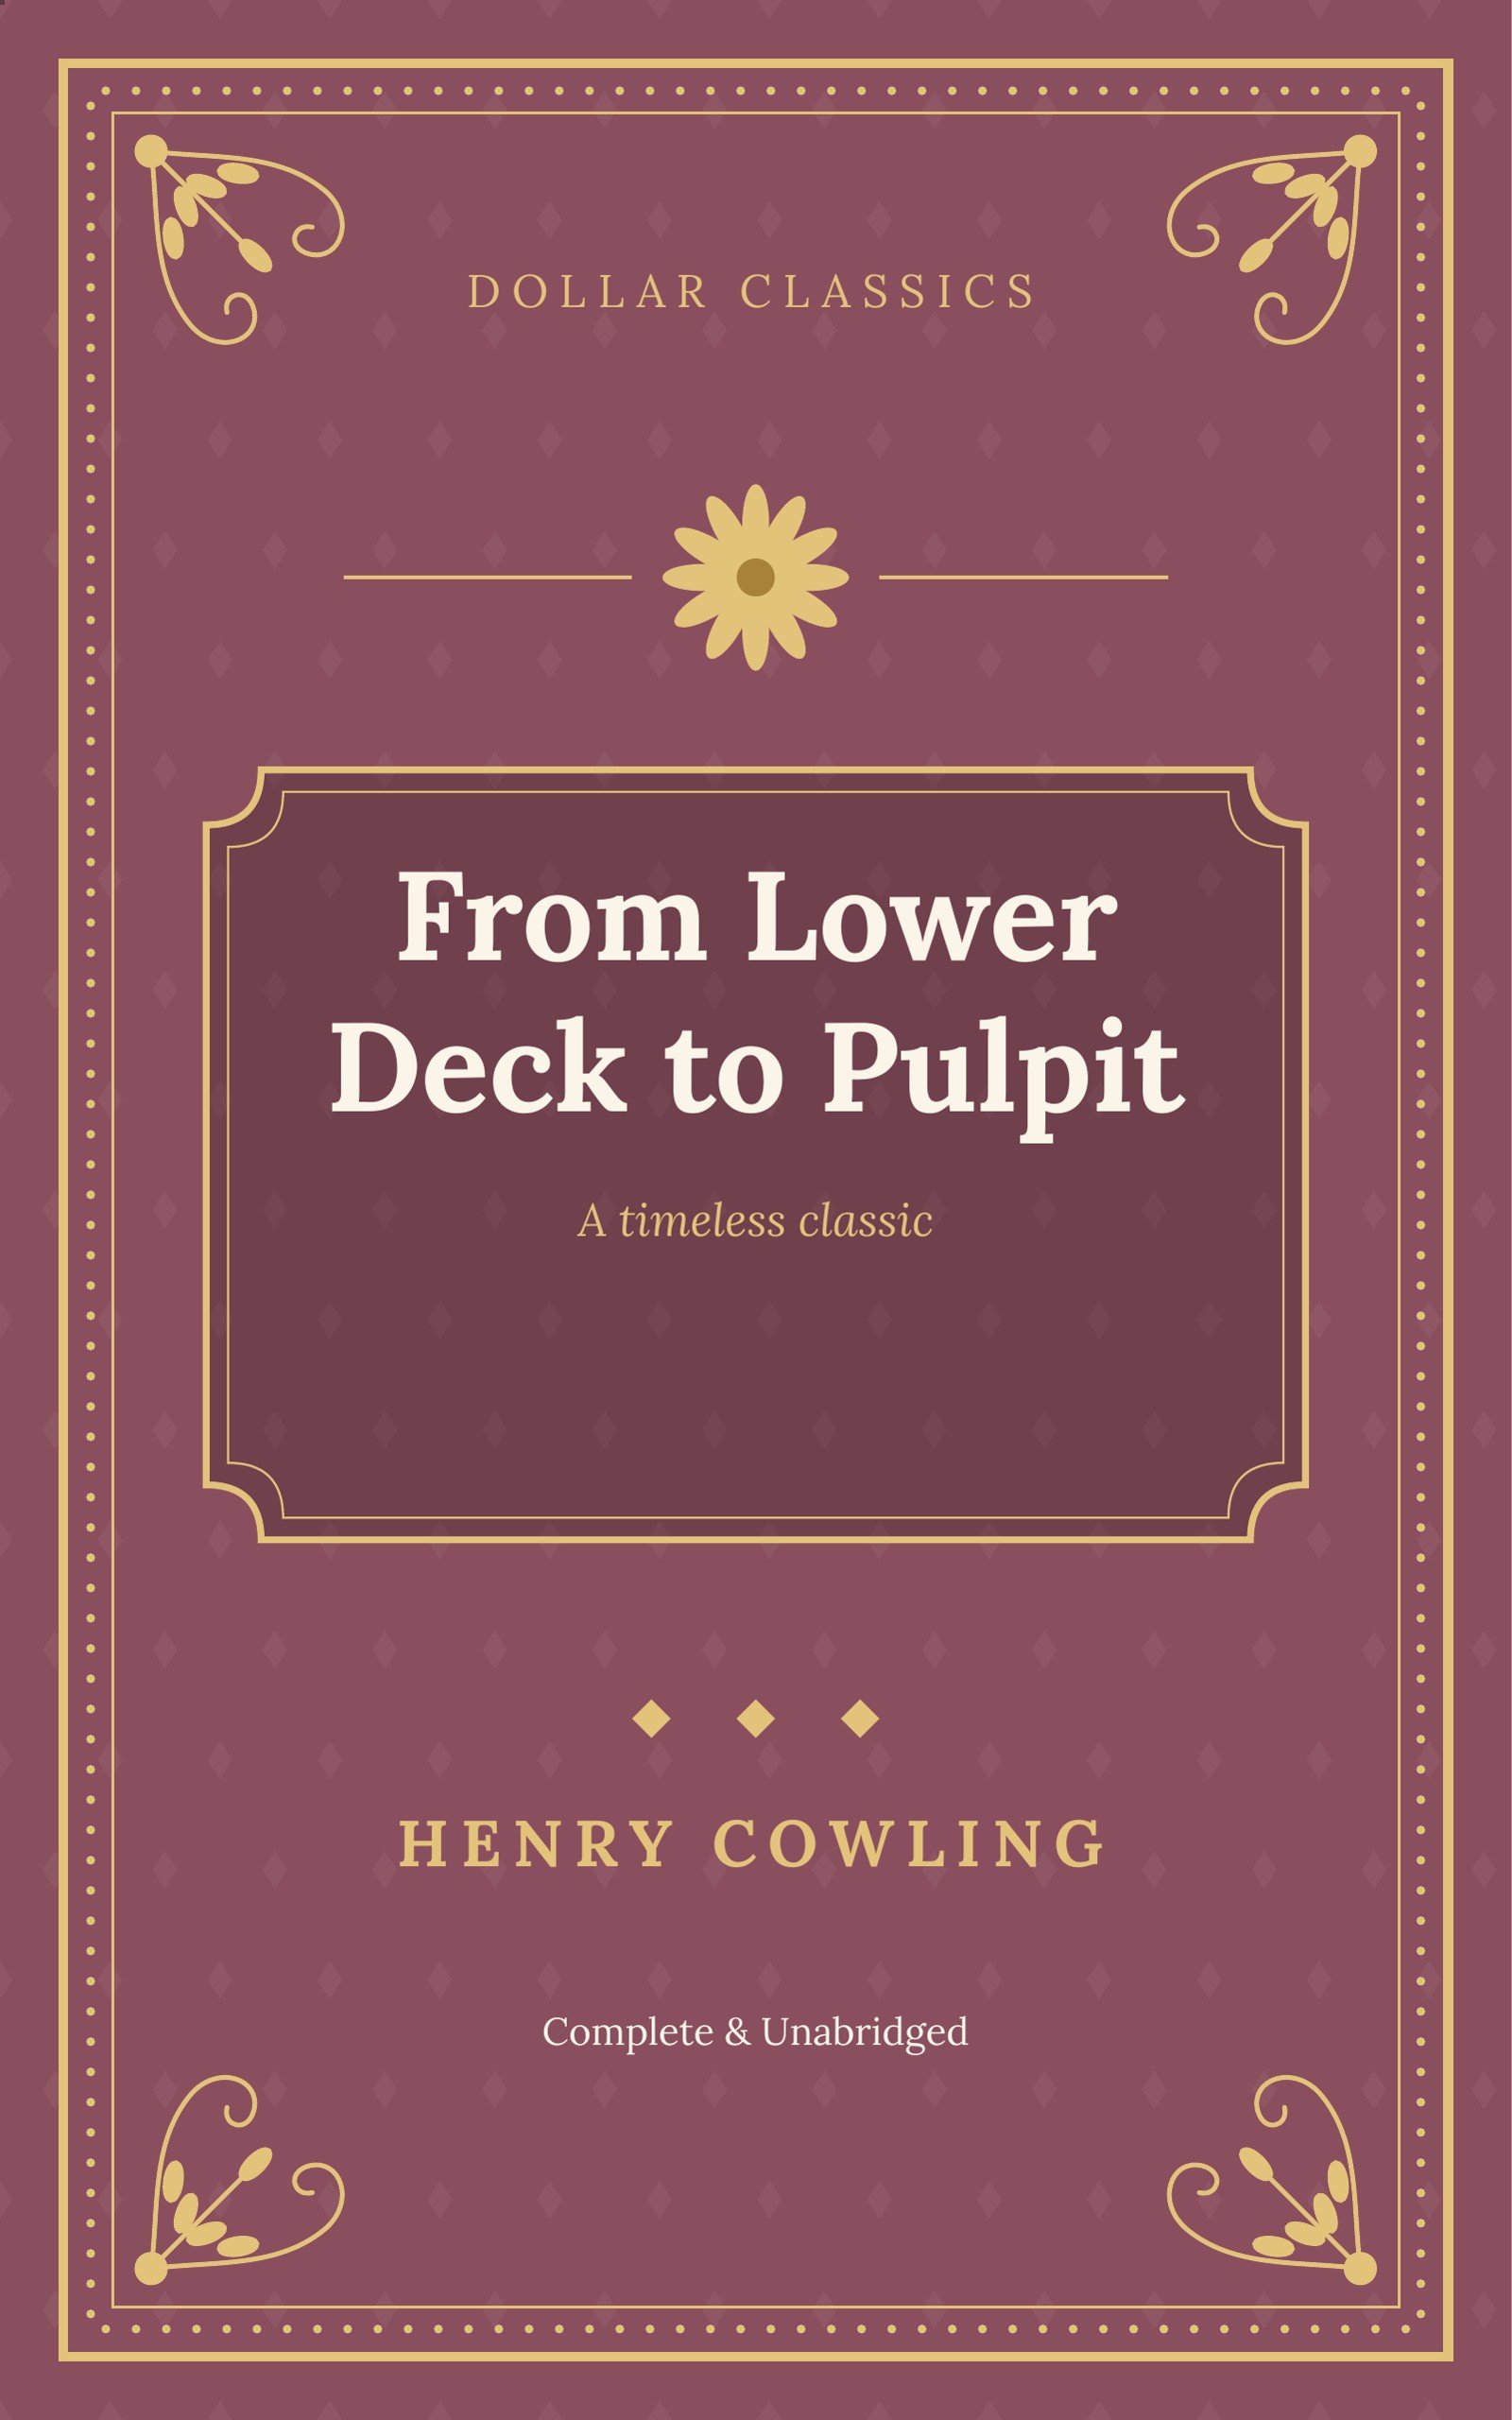 DOLLAR CLASSICS
From Lower
Deck to Pulpit
A timeless classic
HENRY COWLING
Complete & Unabridged